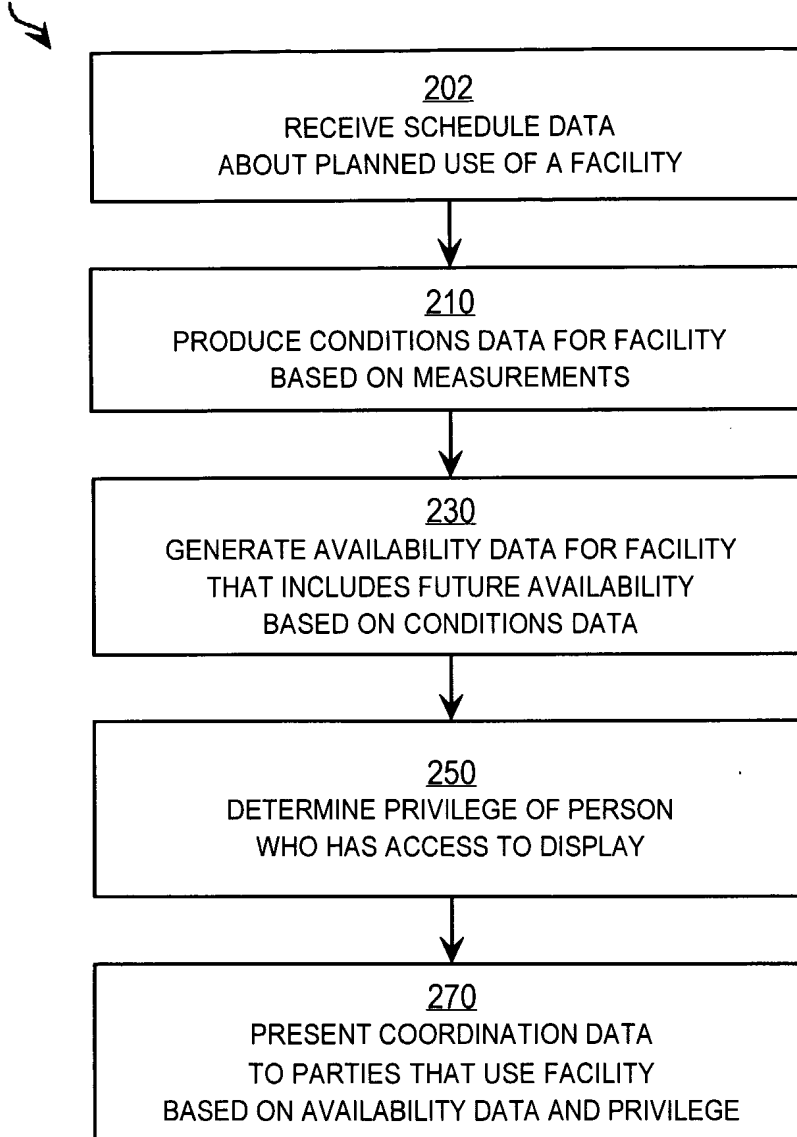 202
RECEIVE SCHEDULE DATA
ABOUT PLANNED USE OF A FACILITY
210
PRODUCE CONDITIONS DATA FOR FACILITY
BASED ON MEASUREMENTS
230
GENERATE AVAILABILITY DATA FOR FACILITY
THAT INCLUDES FUTURE AVAILABILITY
BASED ON CONDITIONS DATA
250
DETERMINE PRIVILEGE OF PERSON
WHO HAS ACCESS TO DISPLAY
270
PRESENT COORDINATION DATA
TO PARTIES THAT USE FACILITY
BASED ON AVAILABILITY DATA AND PRIVILEGE